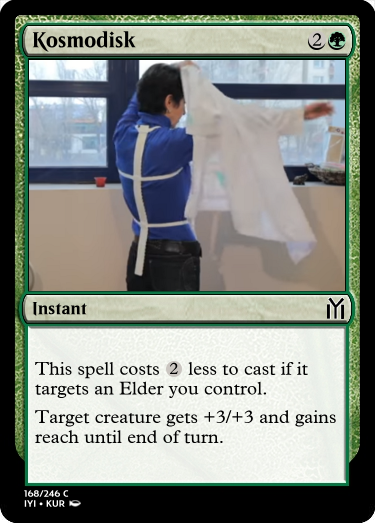 Kosmodisk 2
Instant
This spell costs 2 less to cast if it
targets an Elder you control.
Target creature gets +3/+3 and gains
reach until end of turn.
168/246 C
IYI • KUR